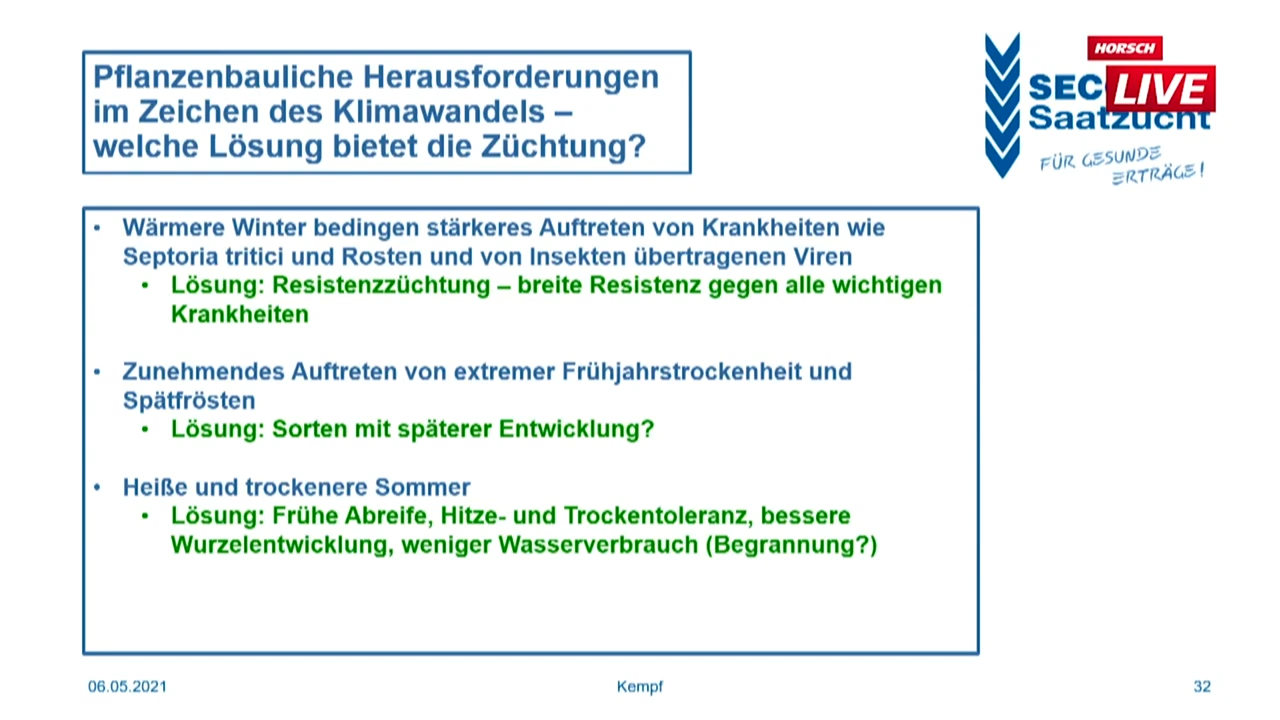 Pflanzenbauliche Herausforderungen
im Zeichen des Klimawandels –
welche Lösung bietet die Züchtung?
HORSCH
LIVE
SEC
Saatzucht
FÜR GESUNDE
ERTRÄGE!
• Wärmere Winter bedingen stärkeres Auftreten von Krankheiten wie
Septoria tritici und Rosten und von Insekten übertragenen Viren
• Lösung: Resistenzzüchtung – breite Resistenz gegen alle wichtigen
Krankheiten
• Zunehmendes Auftreten von extremer Frühjahrstrockenheit und
Spätfrösten
• Lösung: Sorten mit späterer Entwicklung?
• Heiße und trockenere Sommer
• Lösung: Frühe Abreife, Hitze- und Trockentoleranz, bessere
Wurzelentwicklung, weniger Wasserverbrauch (Begrannung?)
06.05.2021
Kempf
32